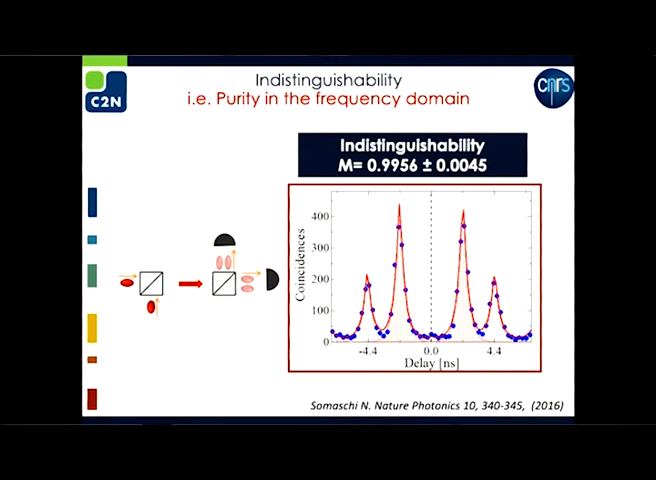 Indistinguishability
i.e. Purity in the frequency domain
C2N
cnrs
Indistinguishability
M= 0.9956 ± 0.0045
400
300
200
100
0
Coincidences
-4.4 0.0 4.4
Delay [ns]
Somaschi N. Nature Photonics 10, 340-345, (2016)